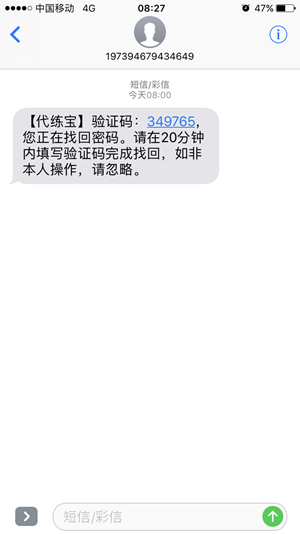 中国移动 4G 08:27 47%
197394679434649
短信/彩信
今天08:00
【代练宝】验证码：349765，
您正在找回密码。请在20分钟
内填写验证码完成找回，如非
本人操作，请忽略。
短信/彩信